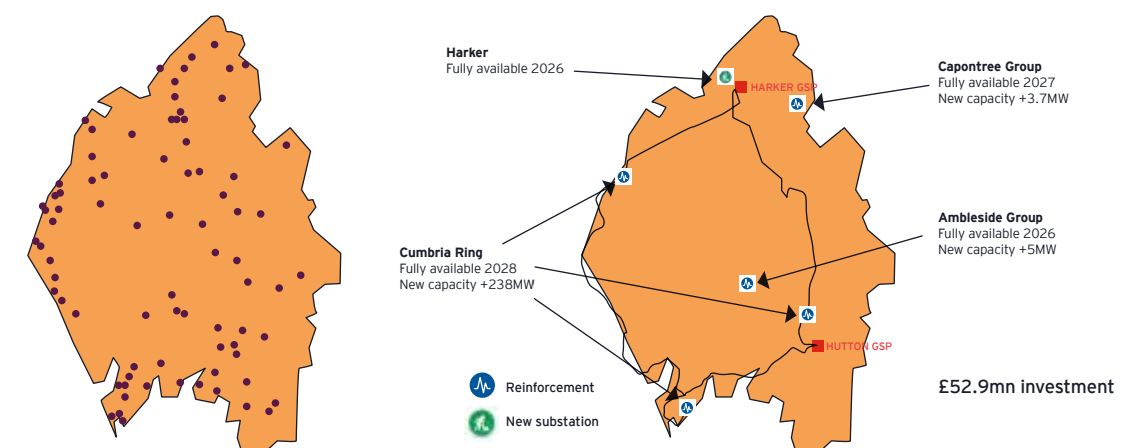 Harker
Fully available 2026
HARKER GSP
Capontree Group
Fully available 2027
New capacity +3.7MW
Ambleside Group
Fully available 2026
New capacity +5MW
Cumbria Ring
Fully available 2028
New capacity +238MW
HUTTON GSP
Reinforcement
New substation
£52.9mn investment